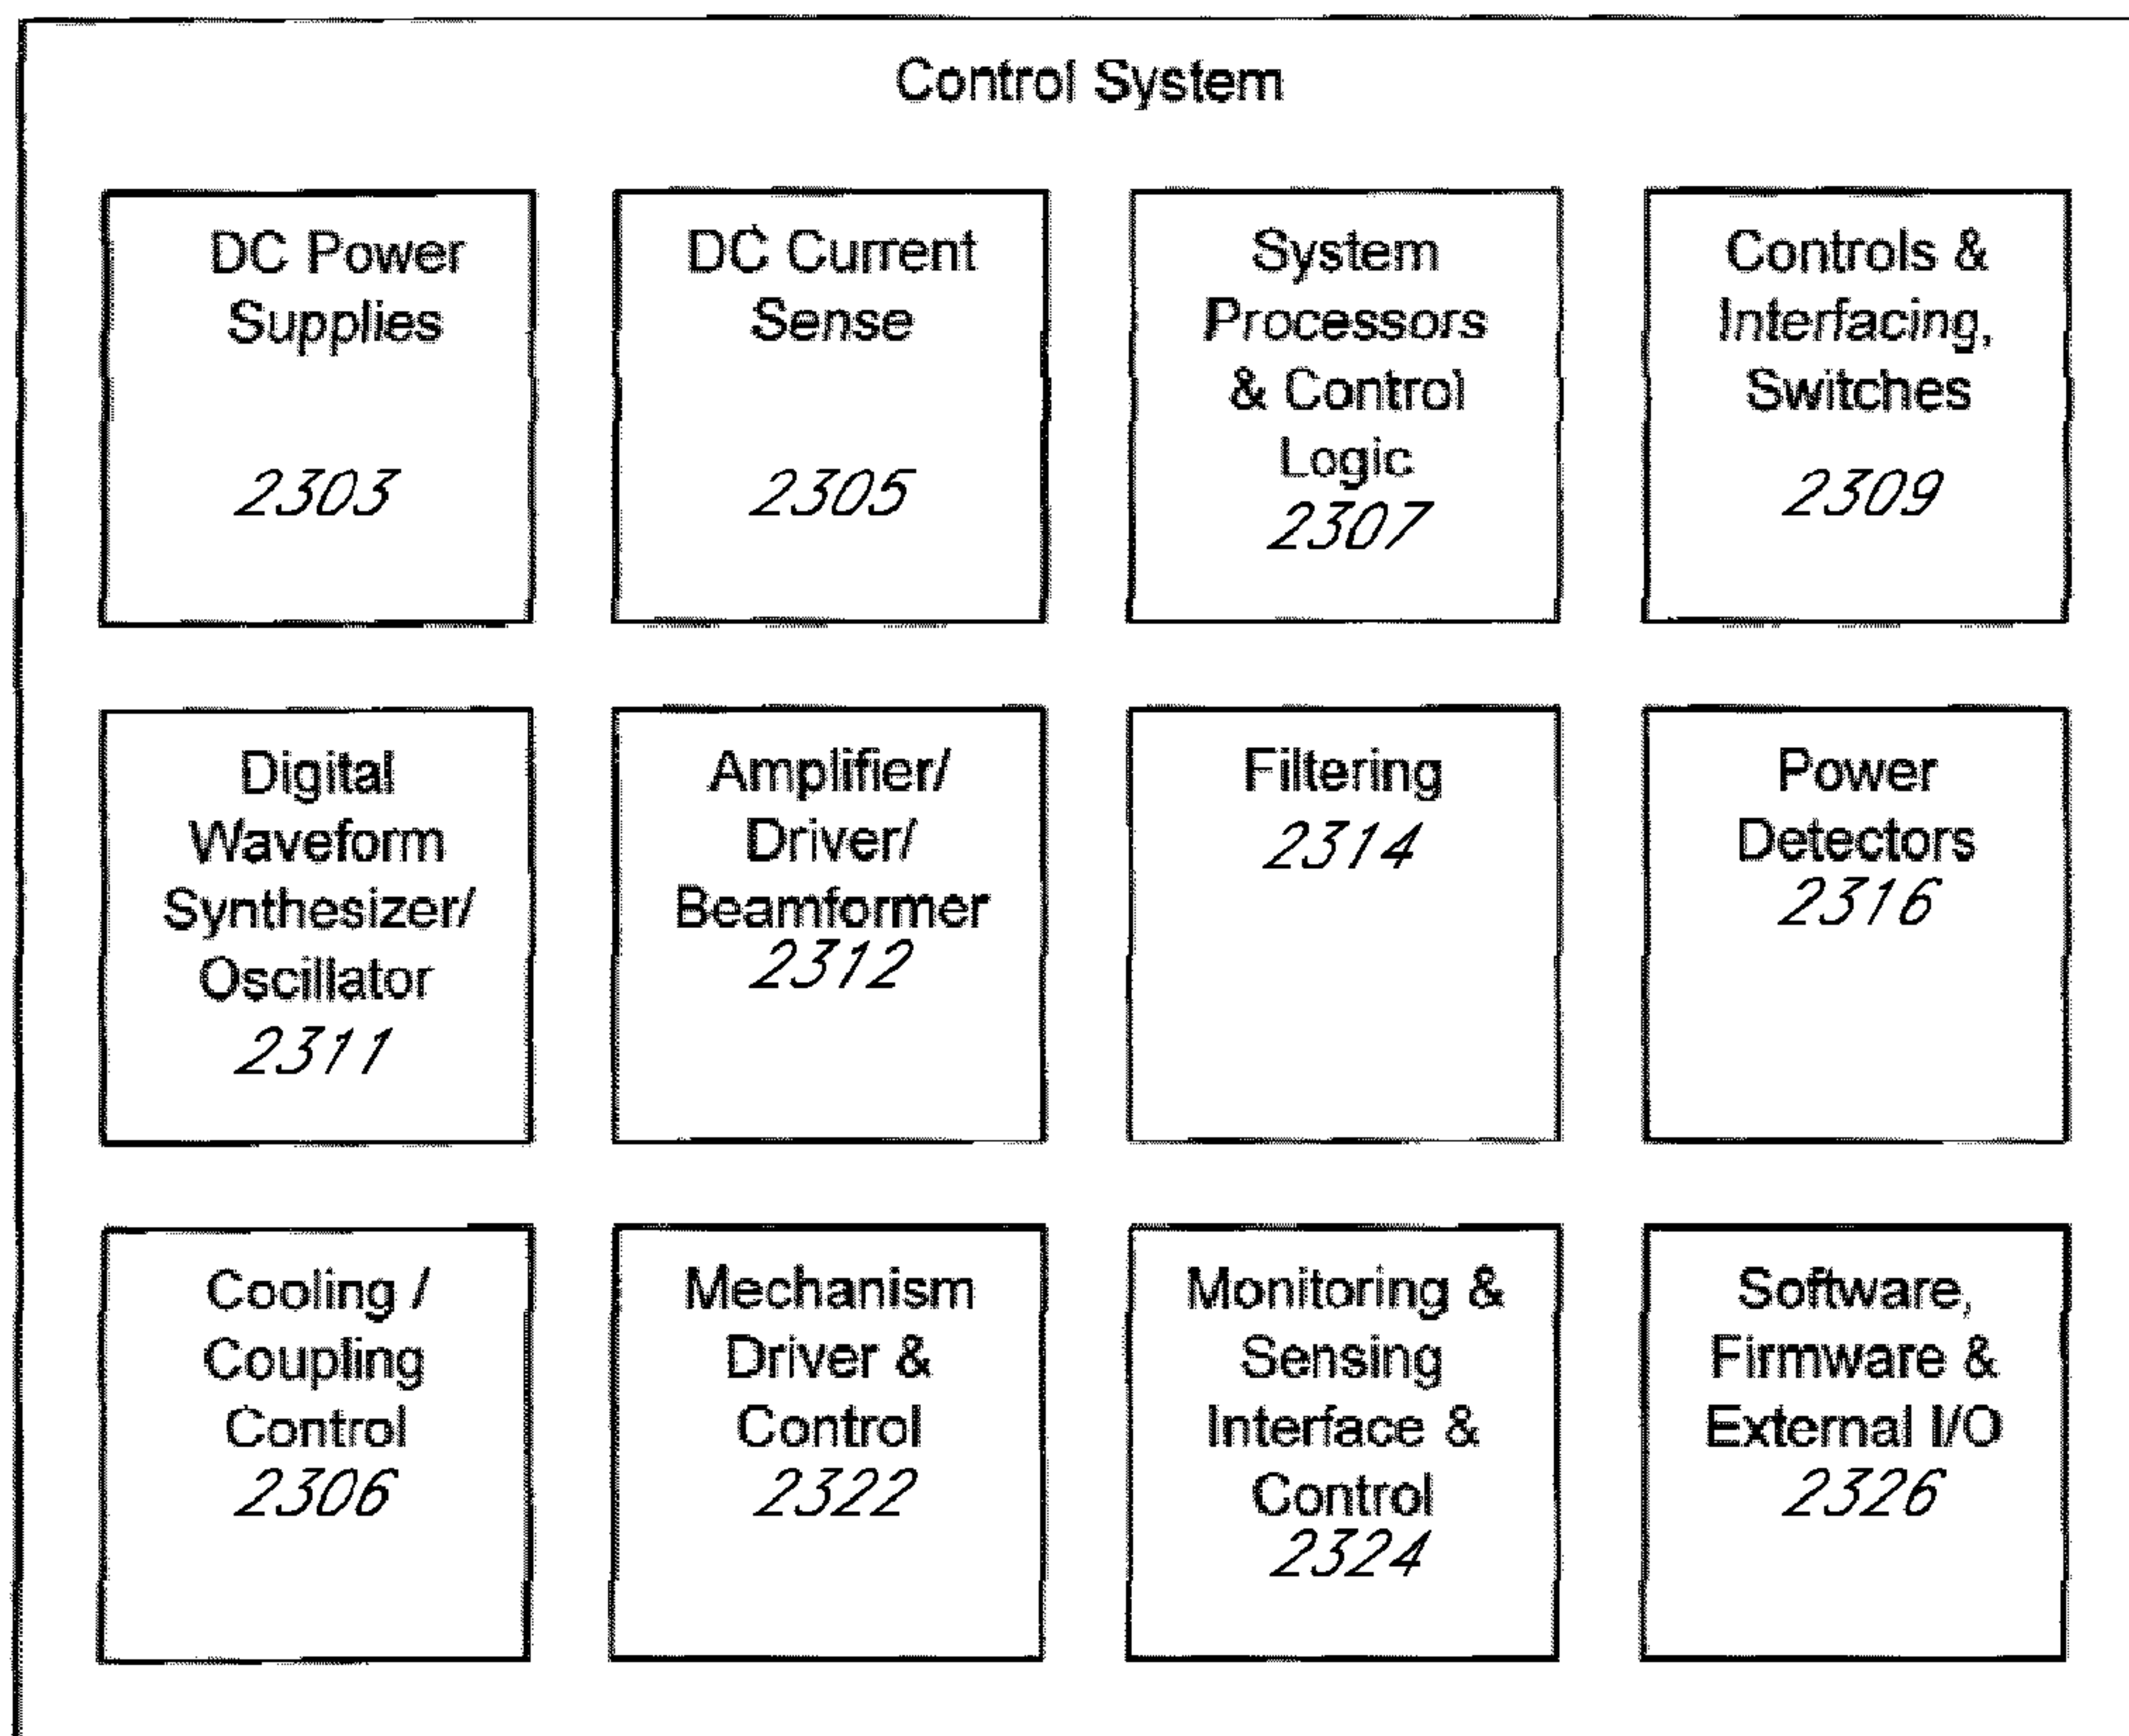 Control System
DC Power
Supplies
2303
DC Current
Sense
2305
System
Processors
& Control
Logic
2307
Controls &
Interfacing,
Switches
2309
Digital
Waveform
Synthesizer/
Oscillator
2311
Amplifier/
Driver/
Beamformer
2312
Filtering
2314
Power
Detectors
2316
Cooling /
Coupling
Control
2306
Mechanism
Driver &
Control
2322
Monitoring &
Sensing
Interface &
Control
2324
Software,
Firmware &
External I/O
2326